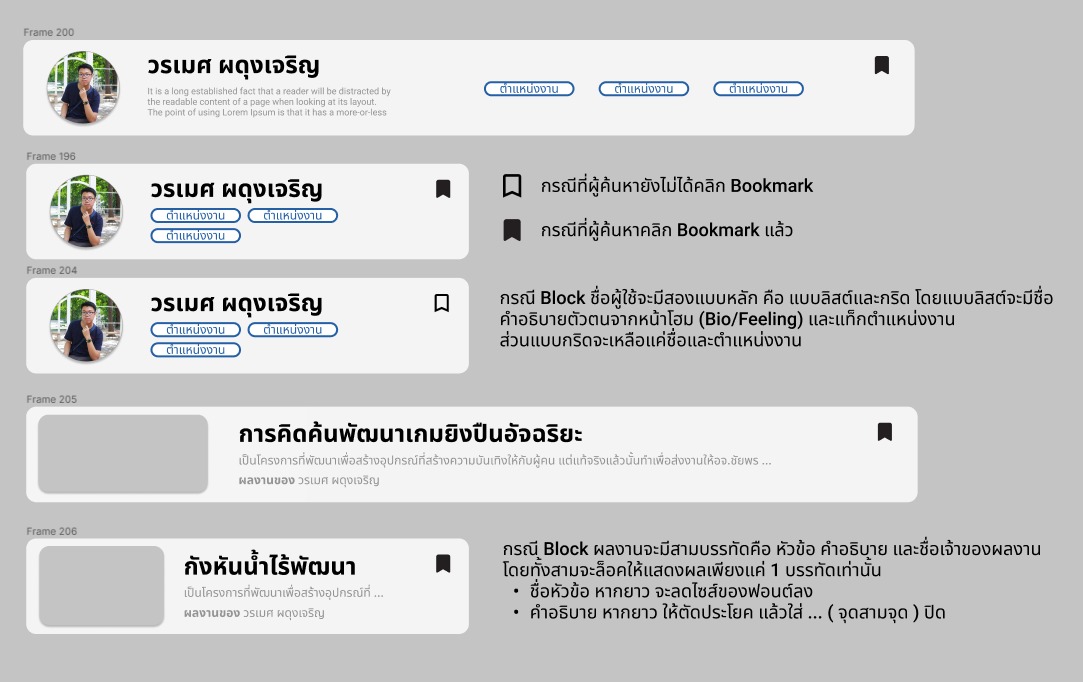 Frame 200
วรเมศ ผดุงเจริญ
It is a long established fact that a reader will be distracted by
the readable content of a page when looking at its layout.
The point of using Lorem Ipsum is that it has a more-or-less
ตำแหน่งงาน ตำแหน่งงาน ตำแหน่งงาน
Frame 196
วรเมศ ผดุงเจริญ
ตำแหน่งงาน ตำแหน่งงาน
ตำแหน่งงาน
กรณีที่ผู้ค้นหายังไม่ได้คลิก Bookmark
กรณีที่ผู้ค้นหาคลิก Bookmark แล้ว
Frame 204
วรเมศ ผดุงเจริญ
ตำแหน่งงาน ตำแหน่งงาน
ตำแหน่งงาน
กรณี Block ชื่อผู้ใช้จะมีสองแบบหลัก คือ แบบลิสต์และกริด โดยแบบลิสต์จะมีชื่อ
คำอธิบายตัวตนจากหน้าโฮม (Bio/Feeling) และแท็กตำแหน่งงาน
ส่วนแบบกริดจะเหลือแค่ชื่อและตำแหน่งงาน
Frame 205
การคิดค้นพัฒนาเกมยิงปืนอัจฉริยะ
เป็นโครงการที่พัฒนาเพื่อสร้างอุปกรณ์ที่สร้างความบันเทิงให้กับผู้คน แต่แท้จริงแล้วนั้นทำเพื่อส่งงานให้อจ.ชัยพร ...
ผลงานของ วรเมศ ผดุงเจริญ
Frame 206
กังหันน้ำไร้พัฒนา
เป็นโครงการที่พัฒนาเพื่อสร้างอุปกรณ์ที่ ...
ผลงานของ วรเมศ ผดุงเจริญ
กรณี Block ผลงานจะมีสามบรรทัดคือ หัวข้อ คำอธิบาย และชื่อเจ้าของผลงาน
โดยทั้งสามจะล็อคให้แสดงผลเพียงแค่ 1 บรรทัดเท่านั้น
• ชื่อหัวข้อ หากยาว จะลดไซส์ของฟอนต์ลง
• คำอธิบาย หากยาว ให้ตัดประโยค แล้วใส่ ... ( จุดสามจุด ) ปิด